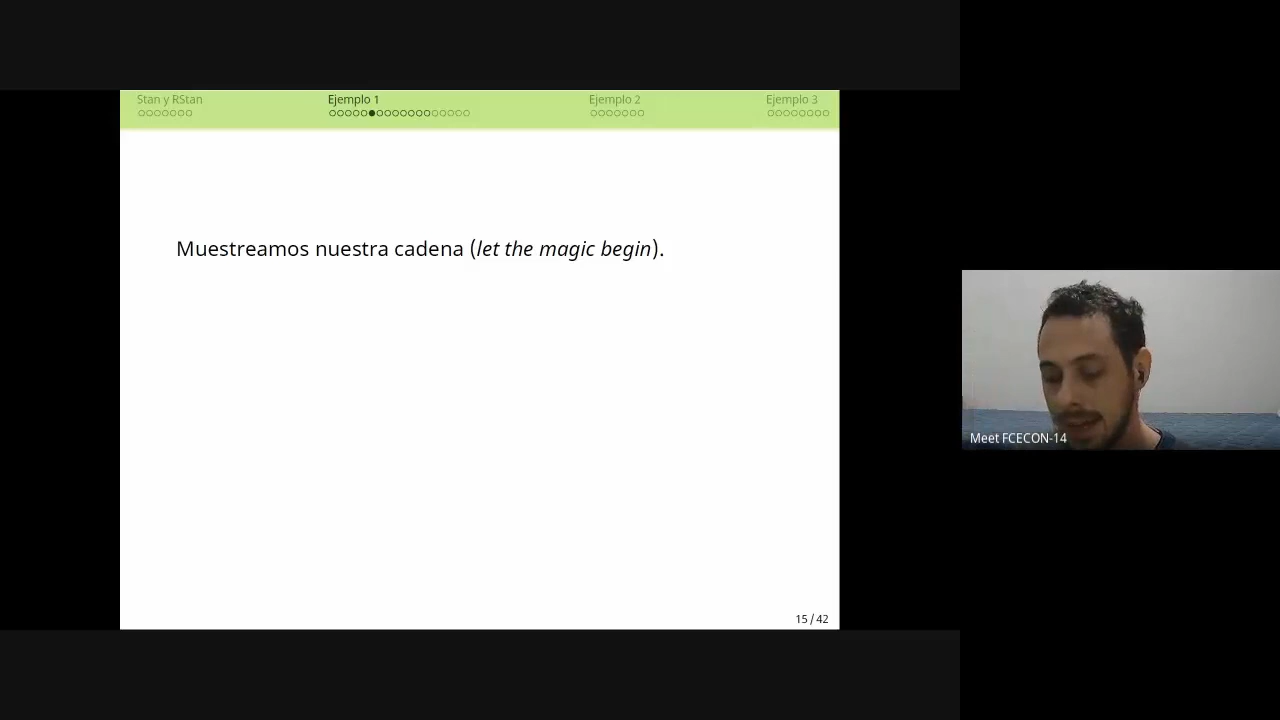 Stan y RStan
Ejemplo 1
Ejemplo 2
Ejemplo 3
Muestreamos nuestra cadena (let the magic begin).
15 / 42
Meet FCECON-14